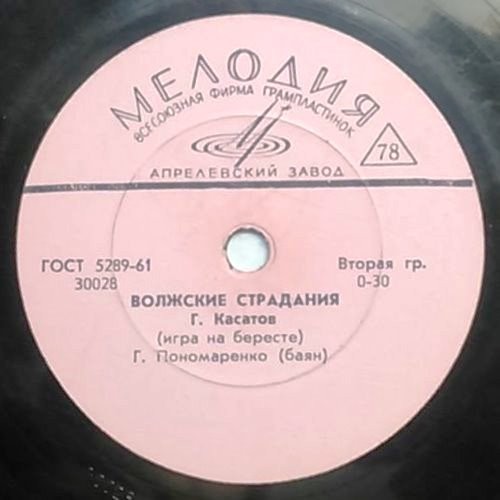 МЕЛОДИЯ
ВСЕСОЮЗНАЯ ФИРМА ГРАМПЛАСТИНОК
78
АПРЕЛЕВСКИЙ ЗАВОД
ГОСТ 5289-61
30028
Вторая гр.
0-30
ВОЛЖСКИЕ СТРАДАНИЯ
Г. Касатов
(игра на бересте)
Г. Пономаренко (баян)